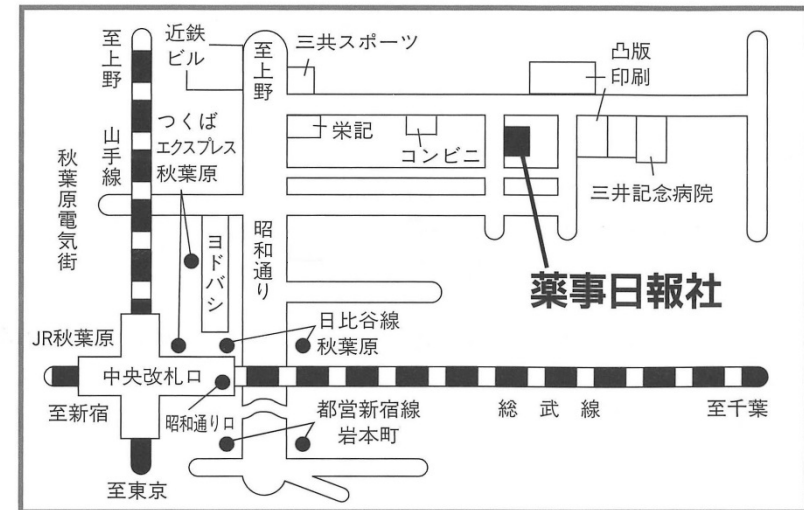 至上野
近鉄
ビル
至上野
三共スポーツ
凸版
印刷
山手線
つくば
エクスプレス
秋葉原
栄記
コンビニ
三井記念病院
秋葉原電気街
ヨドバシ
昭和通り
薬事日報社
JR秋葉原
日比谷線
秋葉原
中央改札口
至新宿
昭和通り口
都営新宿線
岩本町
総武線
至千葉
至東京